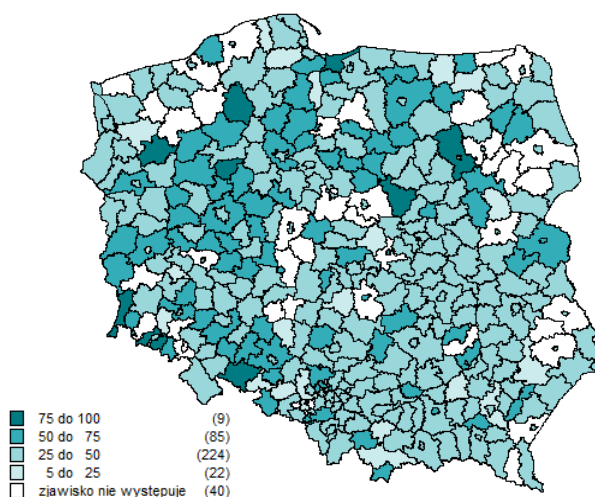 75 do 100 (9)
50 do 75 (85)
25 do 50 (224)
5 do 25 (22)
zjawisko nie występuje (40)